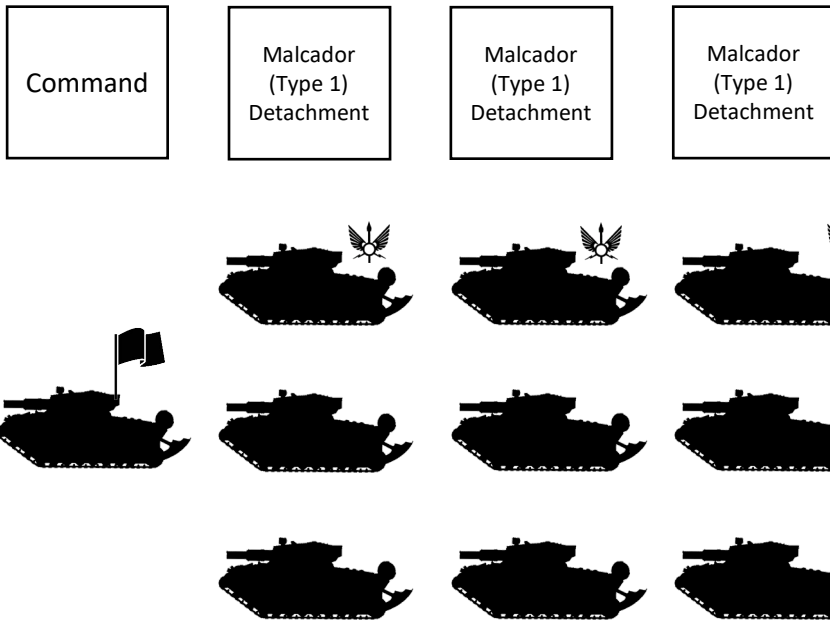 Command
Malcador
(Type 1)
Detachment
Malcador
(Type 1)
Detachment
Malcador
(Type 1)
Detachment